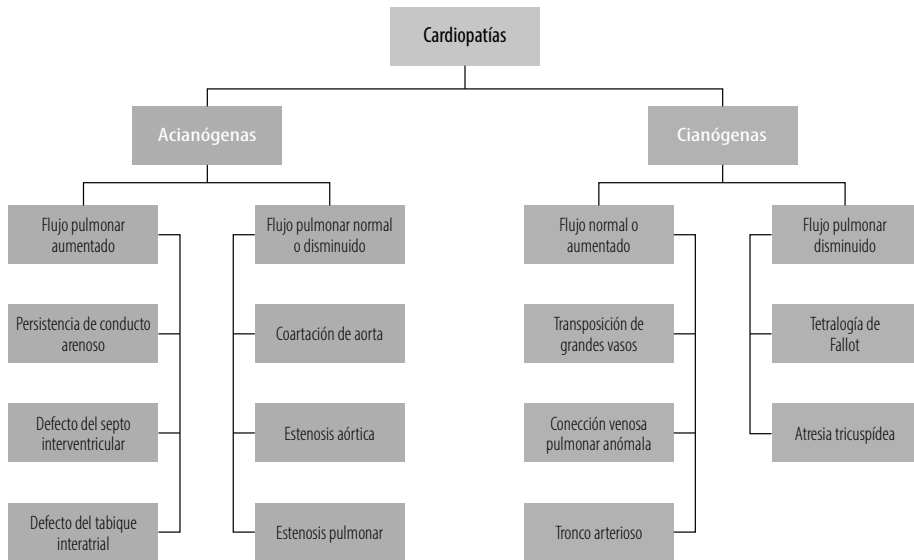 Cardiopatías
Acianógenas
Cianógenas
Flujo pulmonar
aumentado
Flujo pulmonar normal
o disminuido
Flujo normal o
aumentado
Flujo pulmonar
disminuido
Persistencia de conducto
arenoso
Coartación de aorta
Transposición de
grandes vasos
Tetralogía de
Fallot
Defecto del septo
interventricular
Estenosis aórtica
Conección venosa
pulmonar anómala
Atresia tricuspídea
Defecto del tabique
interatrial
Estenosis pulmonar
Tronco arterioso